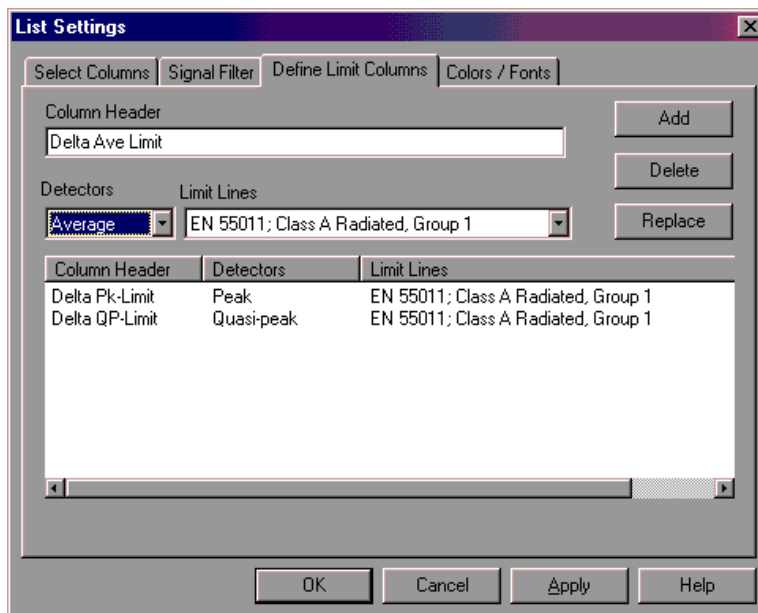 List Settings
Select Columns Signal Filter Define Limit Columns Colors / Fonts
Column Header
Delta Ave Limit
Add
Delete
Detectors Limit Lines
Average EN 55011; Class A Radiated, Group 1
Replace
Column Header Detectors Limit Lines
Delta Pk-Limit Peak EN 55011; Class A Radiated, Group 1
Delta QP-Limit Quasi-peak EN 55011; Class A Radiated, Group 1
OK Cancel Apply Help